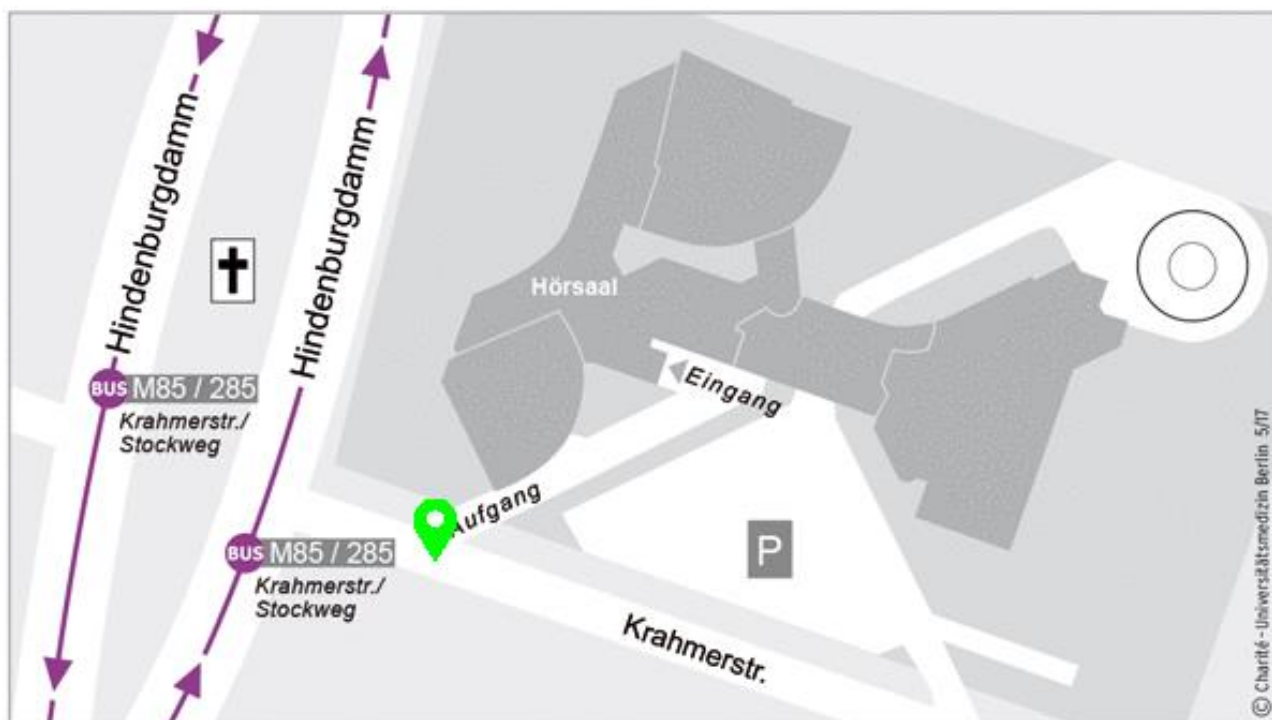 Hindenburgdamm
Hindenburgdamm
Hörsaal
BUS M85 / 285
Krahmerstr./
Stockweg
Eingang
Aufgang
BUS M85 / 285
Krahmerstr./
Stockweg
P
Krahmerstr.
© Charité - Universitätsmedizin Berlin 5/17